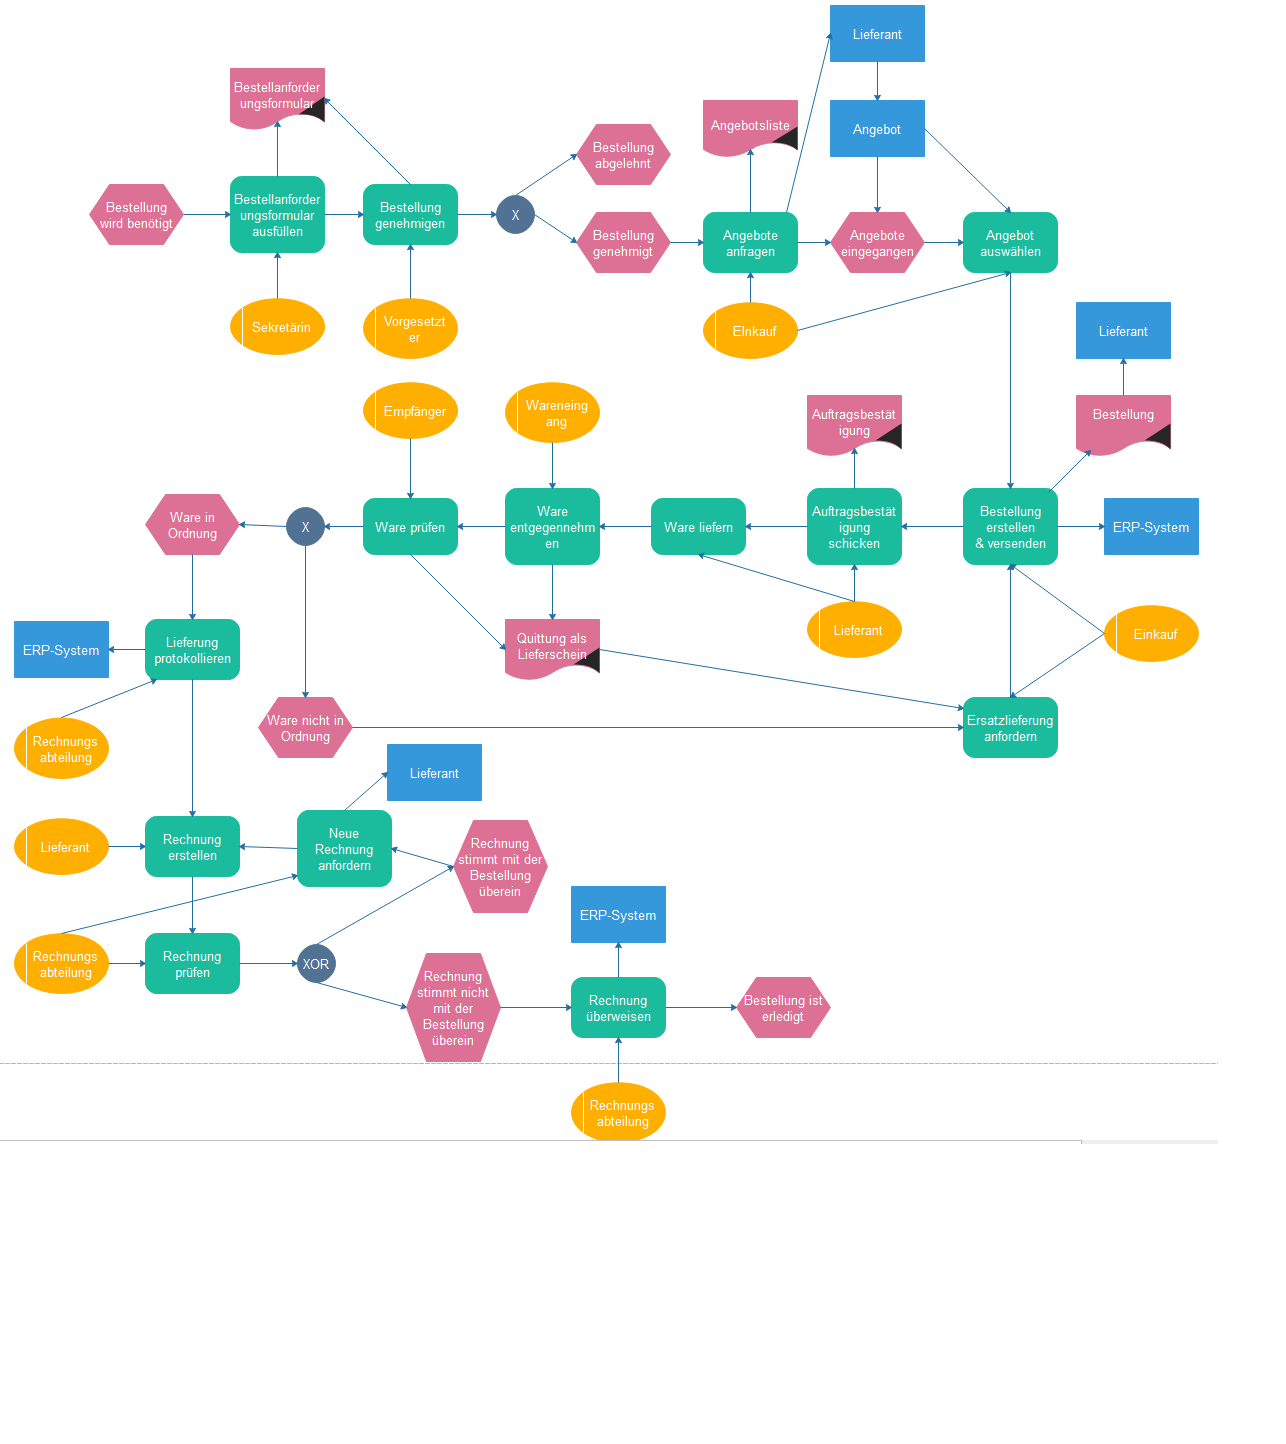 Lieferant
Bestellanforder
ungsformular
Angebotsliste
Angebot
Bestellung
abgelehnt
Bestellung
wird benötigt
Bestellanforder
ungsformular
ausfüllen
Bestellung
genehmigen
X
Bestellung
genehmigt
Angebote
anfragen
Angebote
eingegangen
Angebot
auswählen
Sekretärin
Vorgesetzt
er
EInkauf
Lieferant
Empfänger
Wareneing
ang
Auftragsbestät
igung
Bestellung
Ware in
Ordnung
X
Ware prüfen
Ware
entgegennehm
en
Ware liefern
Auftragsbestät
igung
schicken
Bestellung
erstellen
& versenden
ERP-System
ERP-System
Lieferung
protokollieren
Quittung als
Lieferschein
Lieferant
Einkauf
Rechnungs
abteilung
Ware nicht in
Ordnung
Ersatzlieferung
anfordern
Lieferant
Lieferant
Rechnung
erstellen
Neue
Rechnung
anfordern
Rechnung
stimmt mit der
Bestellung
überein
ERP-System
Rechnungs
abteilung
Rechnung
prüfen
XOR
Rechnung
stimmt nicht
mit der
Bestellung
überein
Rechnung
überweisen
Bestellung ist
erledigt
Rechnungs
abteilung